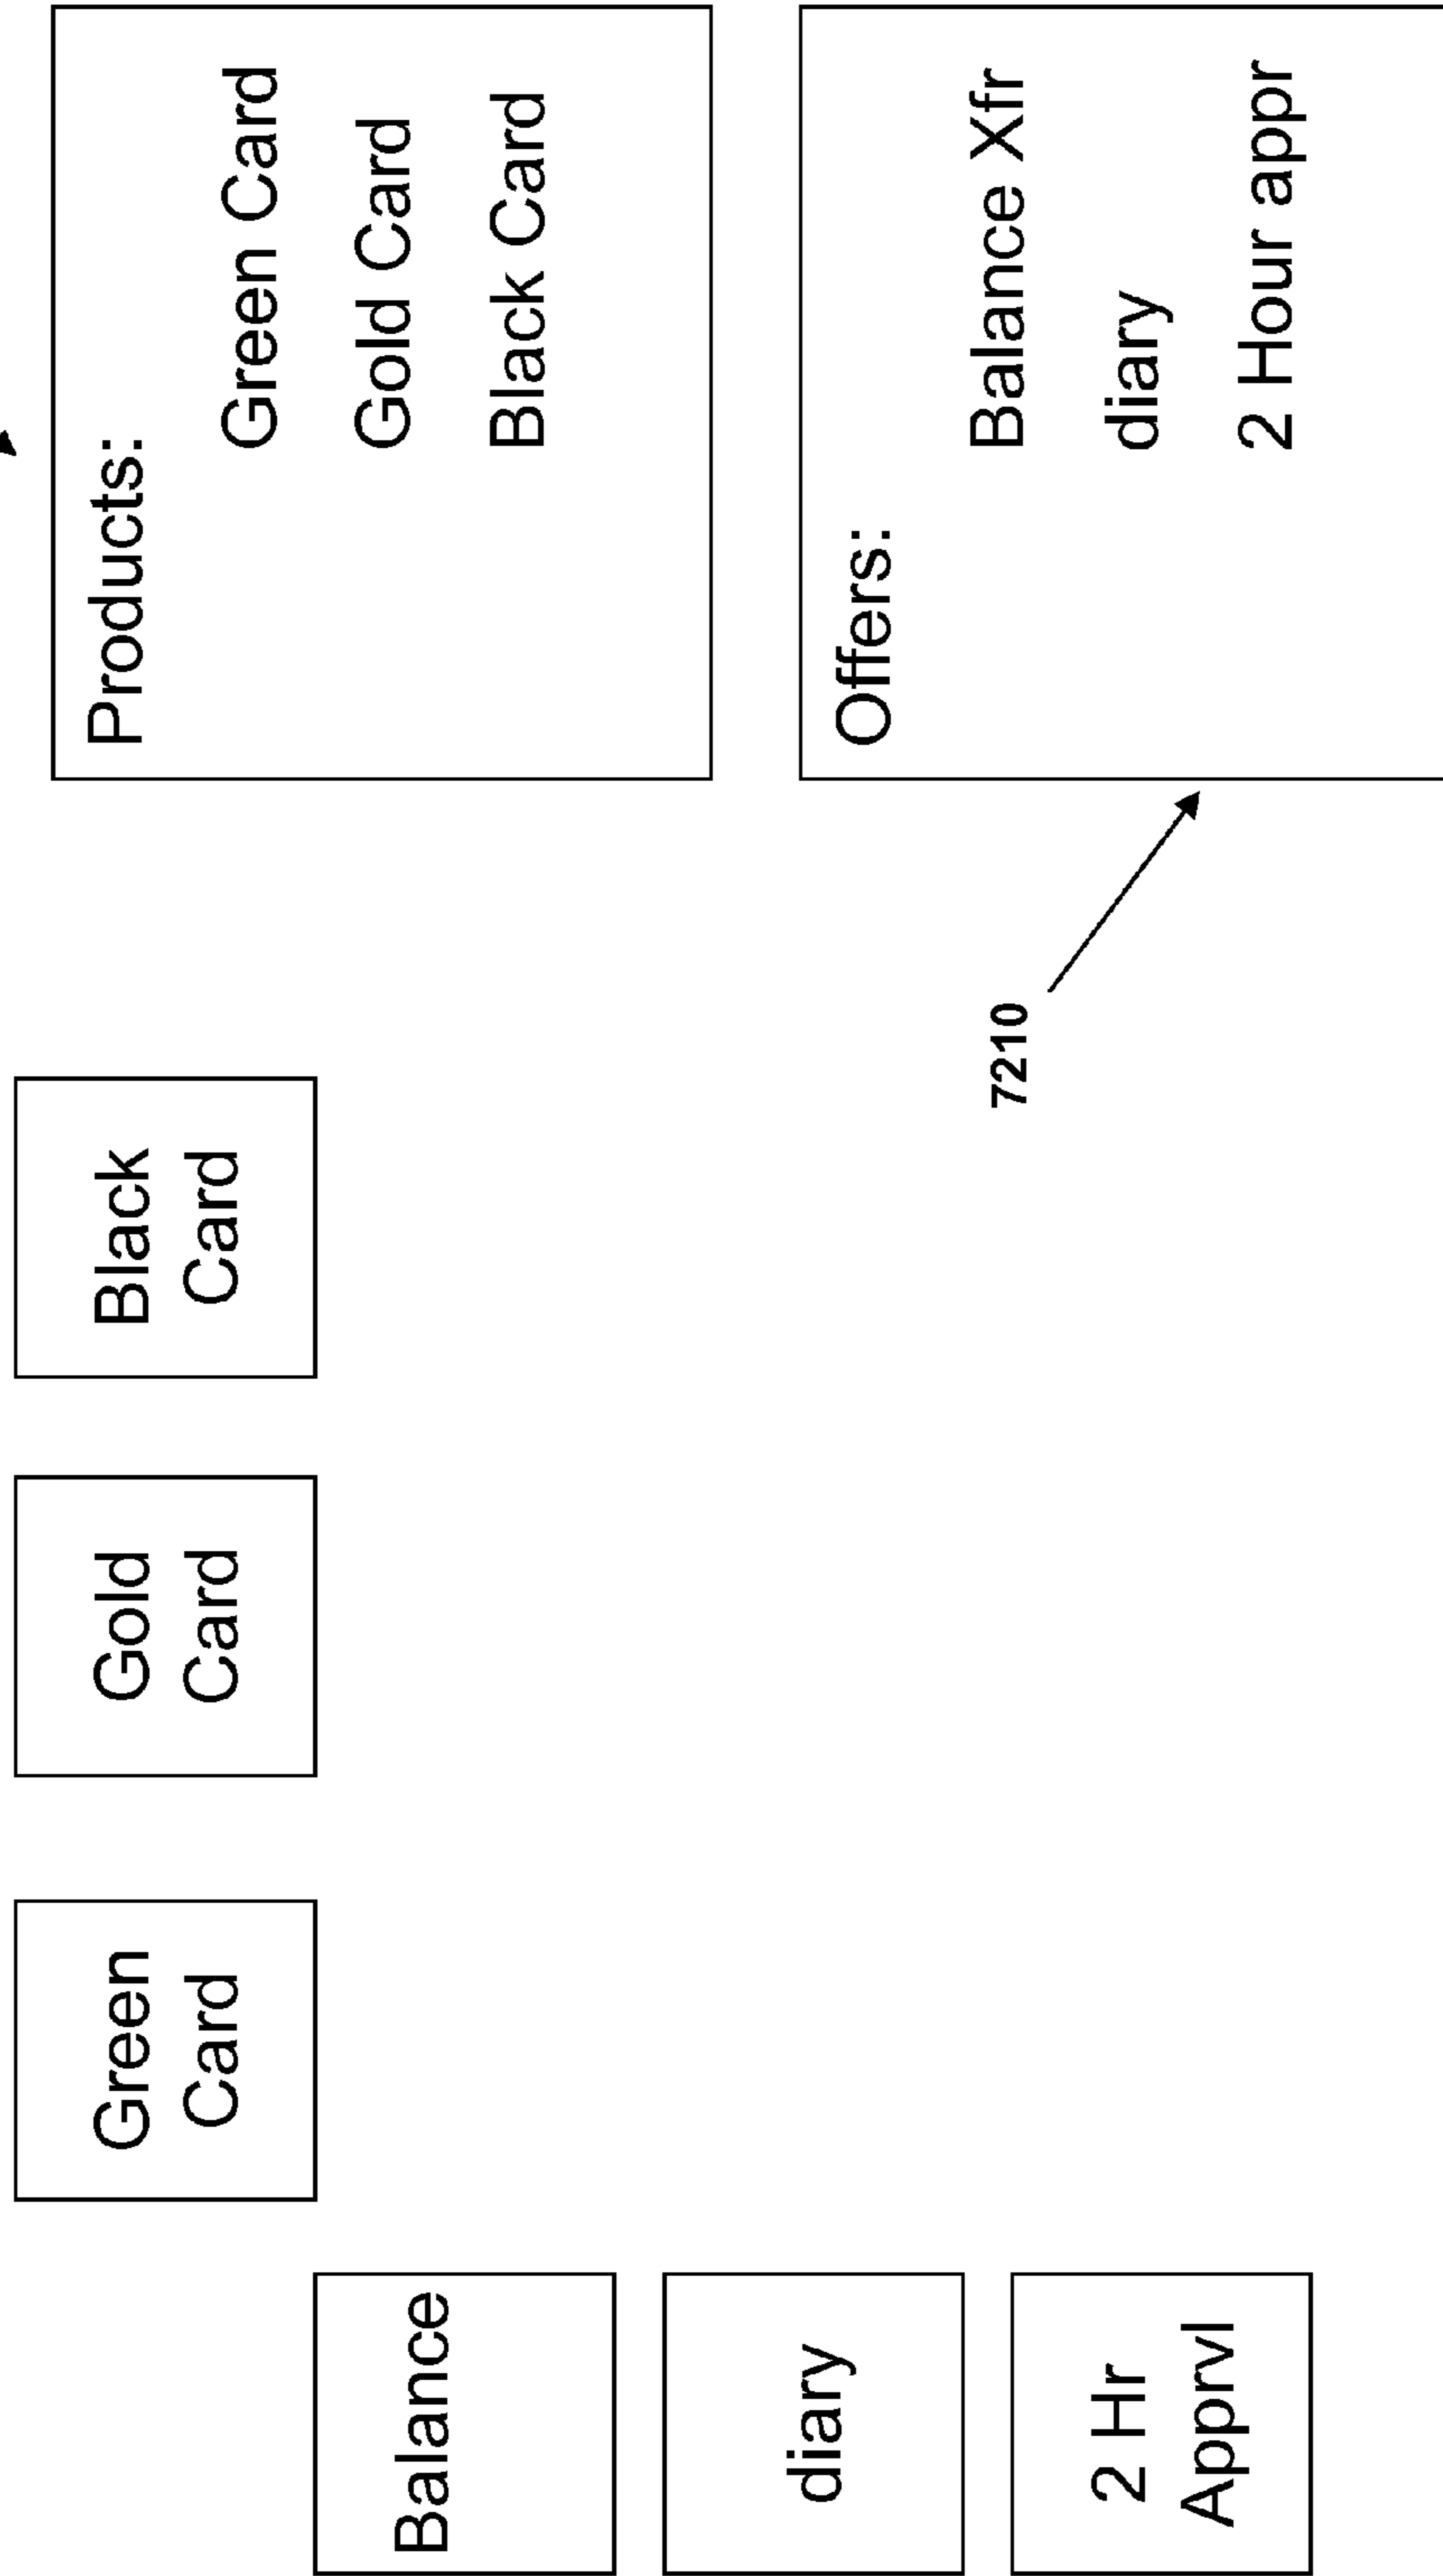 Green
Card
Gold
Card
Black
Card
Balance
diary
2 Hr
Apprvl
Products:
Green Card
Gold Card
Black Card
Offers:
Balance Xfr
diary
2 Hour appr
7210